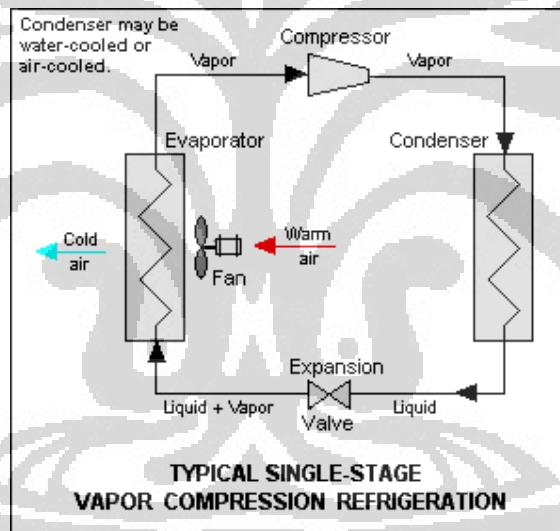 Condenser may be
water-cooled or
air-cooled.
Compressor
Vapor
Vapor
Evaporator
Condenser
Cold
air
Warm
air
Fan
Expansion
Valve
Liquid + Vapor
Liquid
TYPICAL SINGLE-STAGE
VAPOR COMPRESSION REFRIGERATION